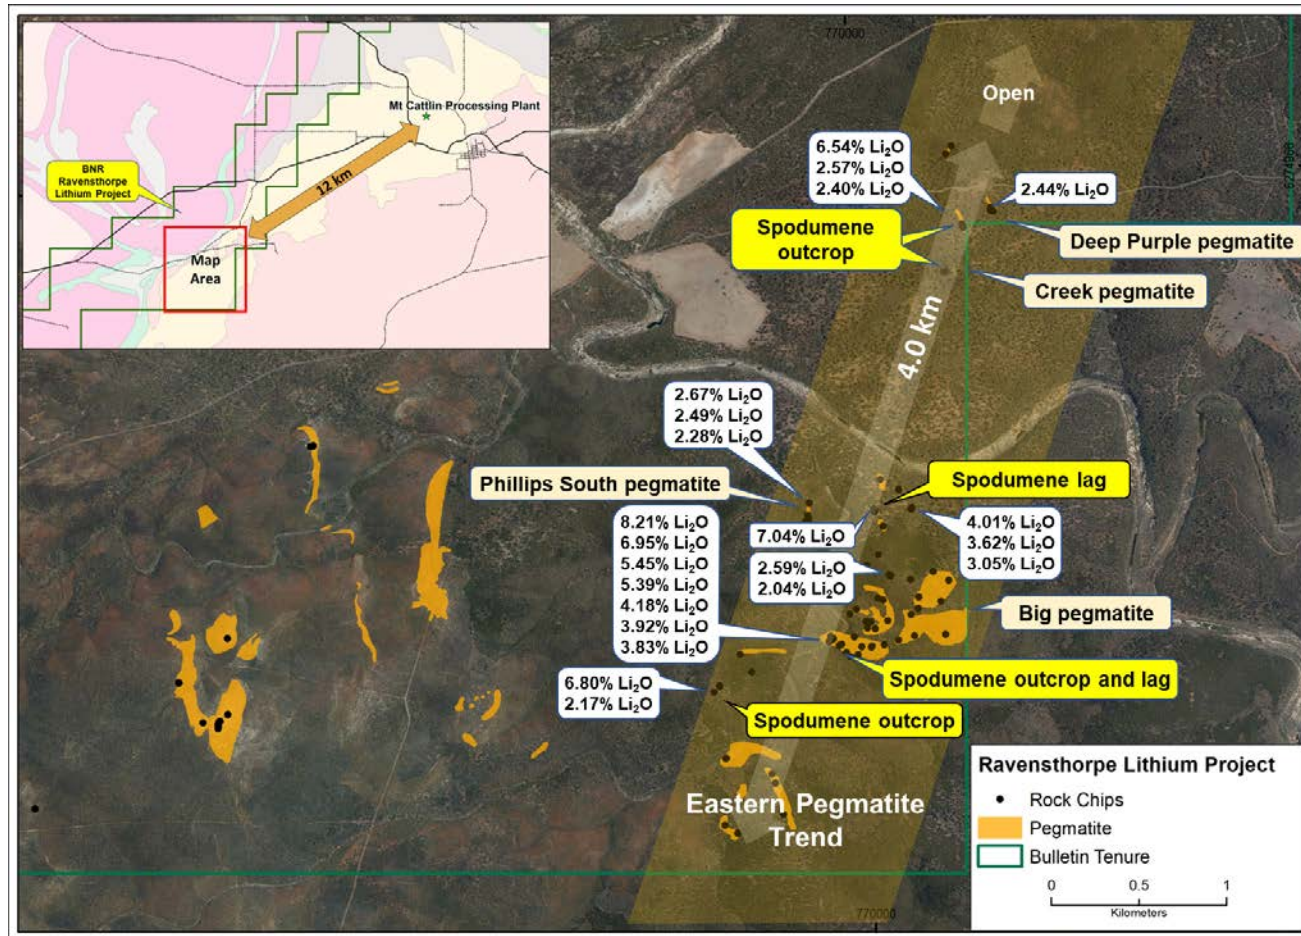 770000
Mt Cattlin Processing Plant
BNR
Ravensthorpe
Lithium Project
12 km
Map
Area
Open
6.54% Li₂O
2.57% Li₂O
2.40% Li₂O
2.44% Li₂O
Spodumene
outcrop
Deep Purple pegmatite
Creek pegmatite
4.0 km
2.67% Li₂O
2.49% Li₂O
2.28% Li₂O
Phillips South pegmatite
Spodumene lag
8.21% Li₂O
6.95% Li₂O
5.45% Li₂O
5.39% Li₂O
4.18% Li₂O
3.92% Li₂O
3.83% Li₂O
7.04% Li₂O
2.59% Li₂O
2.04% Li₂O
4.01% Li₂O
3.62% Li₂O
3.05% Li₂O
Big pegmatite
Spodumene outcrop and lag
6.80% Li₂O
2.17% Li₂O
Spodumene outcrop
Eastern Pegmatite
Trend
770000
Ravensthorpe Lithium Project
Rock Chips
Pegmatite
Bulletin Tenure
0 0.5 1
Kilometers